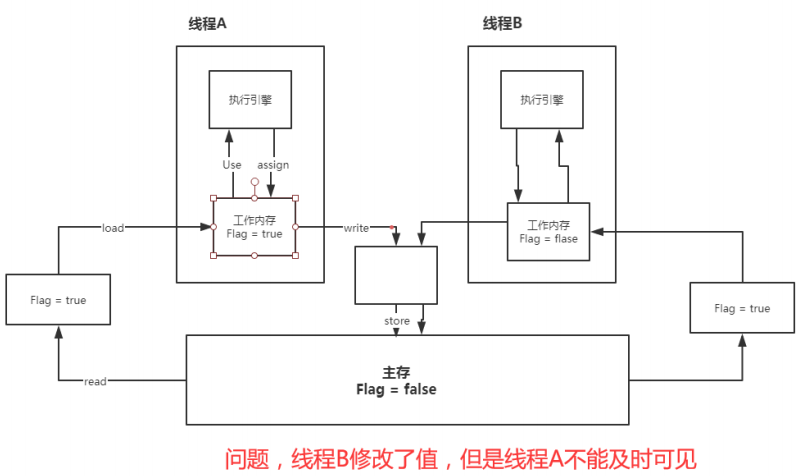 线程A
线程B
执行引擎
执行引擎
Use
assign
工作内存
Flag = true
工作内存
Flag = flase
load
write
Flag = true
Flag = true
store
主存
Flag = false
read
问题，线程B修改了值，但是线程A不能及时可见